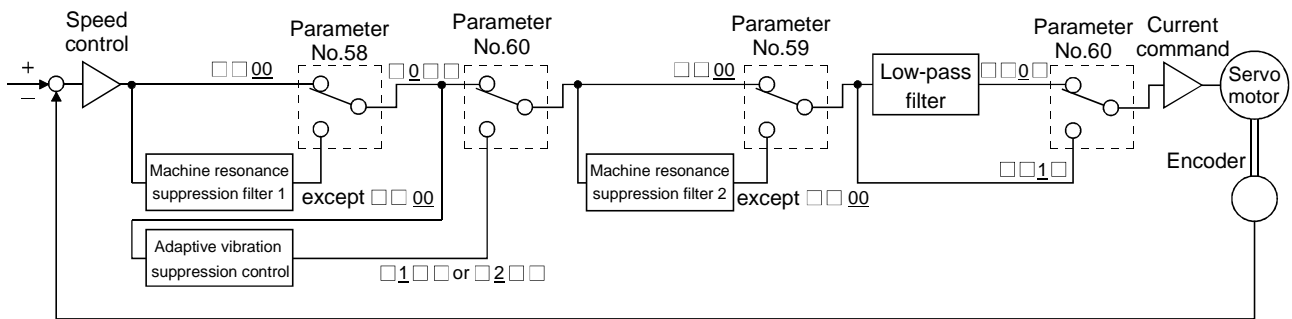 Speed
control
Parameter
No.58
Parameter
No.60
Parameter
No.59
Parameter
No.60
Current
command
+
−
□□00
□0□□
□□00
Low-pass
filter
□□0□
Servo
motor
Machine resonance
suppression filter 1
except □□00
Machine resonance
suppression filter 2
except □□00
□□1□
Encoder
Adaptive vibration
suppression control
□1□□ or □2□□